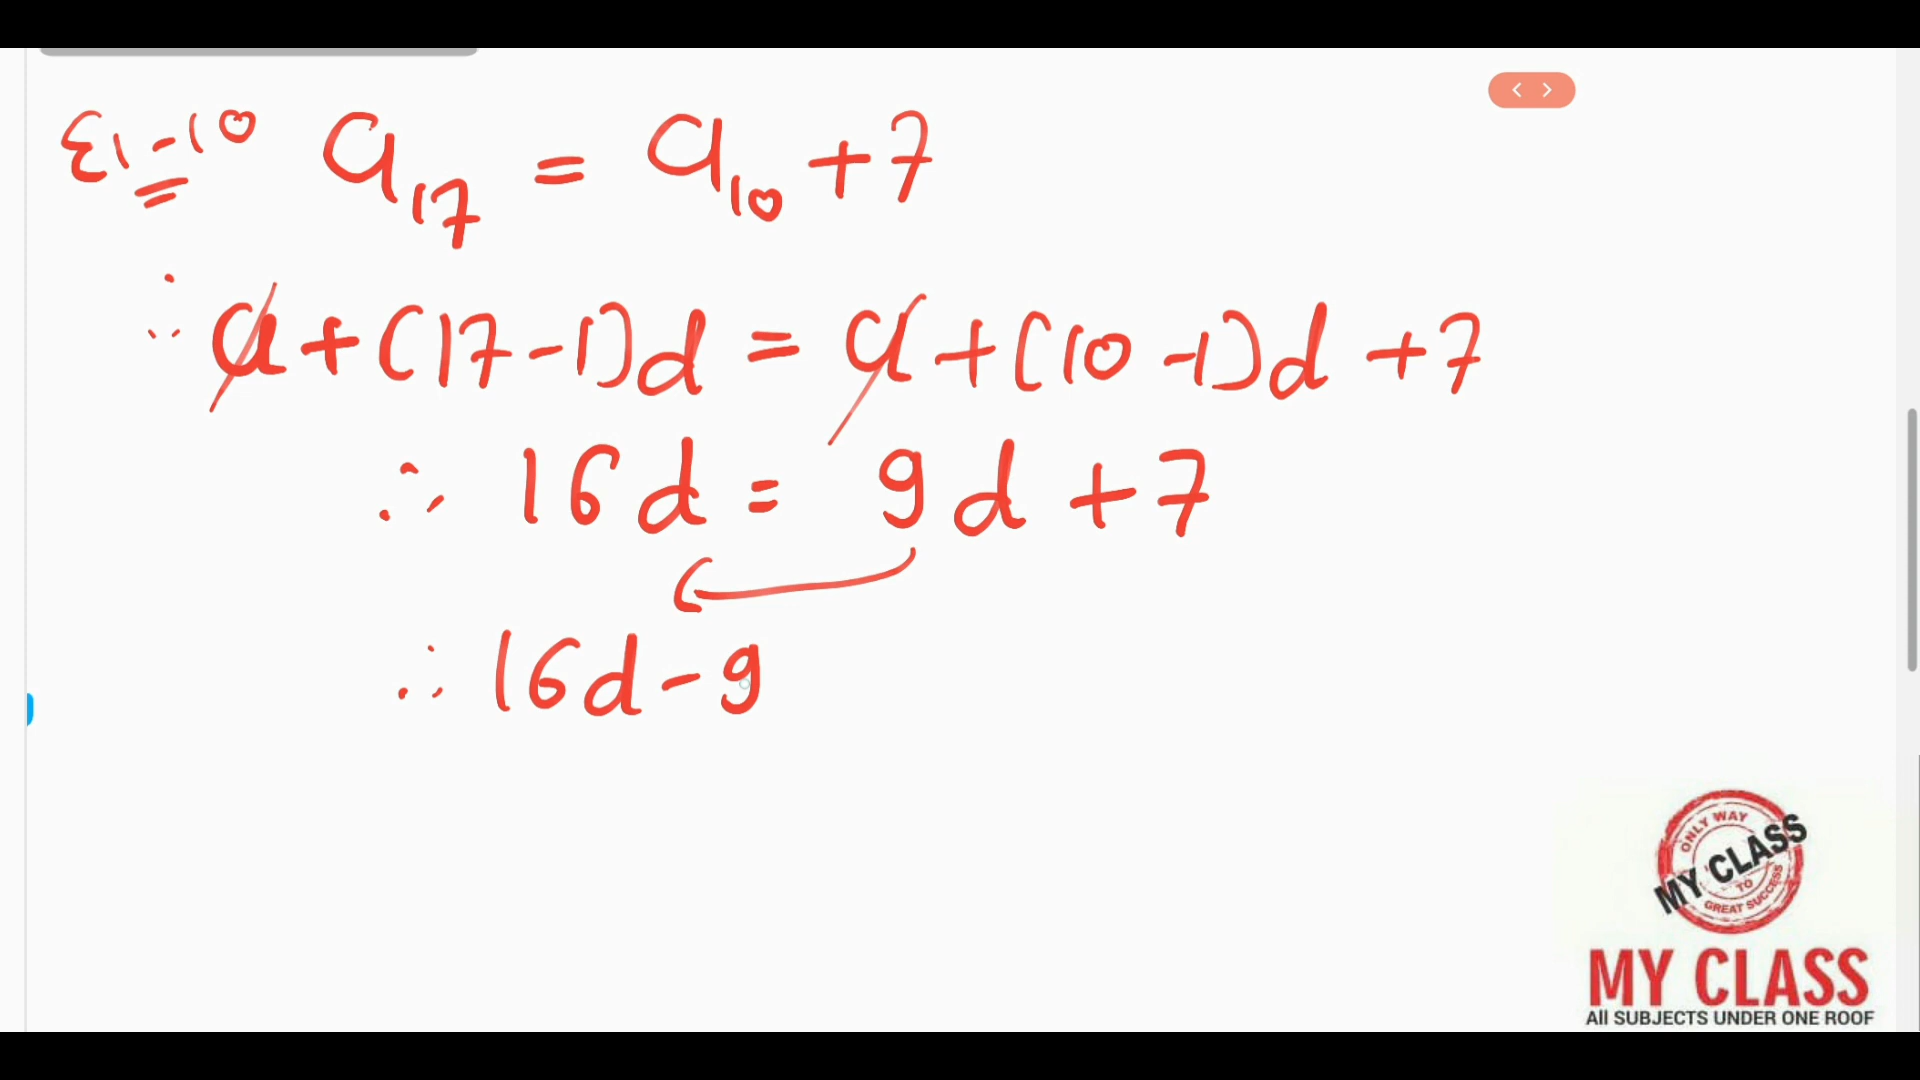 દા-10 a₁₇ = a₁₀ + 7
∴ a + (17 - 1)d = a + (10 - 1)d + 7
∴ 16d = 9d + 7
∴ 16d - 9
ONLY WAY
MY CLASS
TO
GREAT SUCCESS
MY CLASS
All SUBJECTS UNDER ONE ROOF